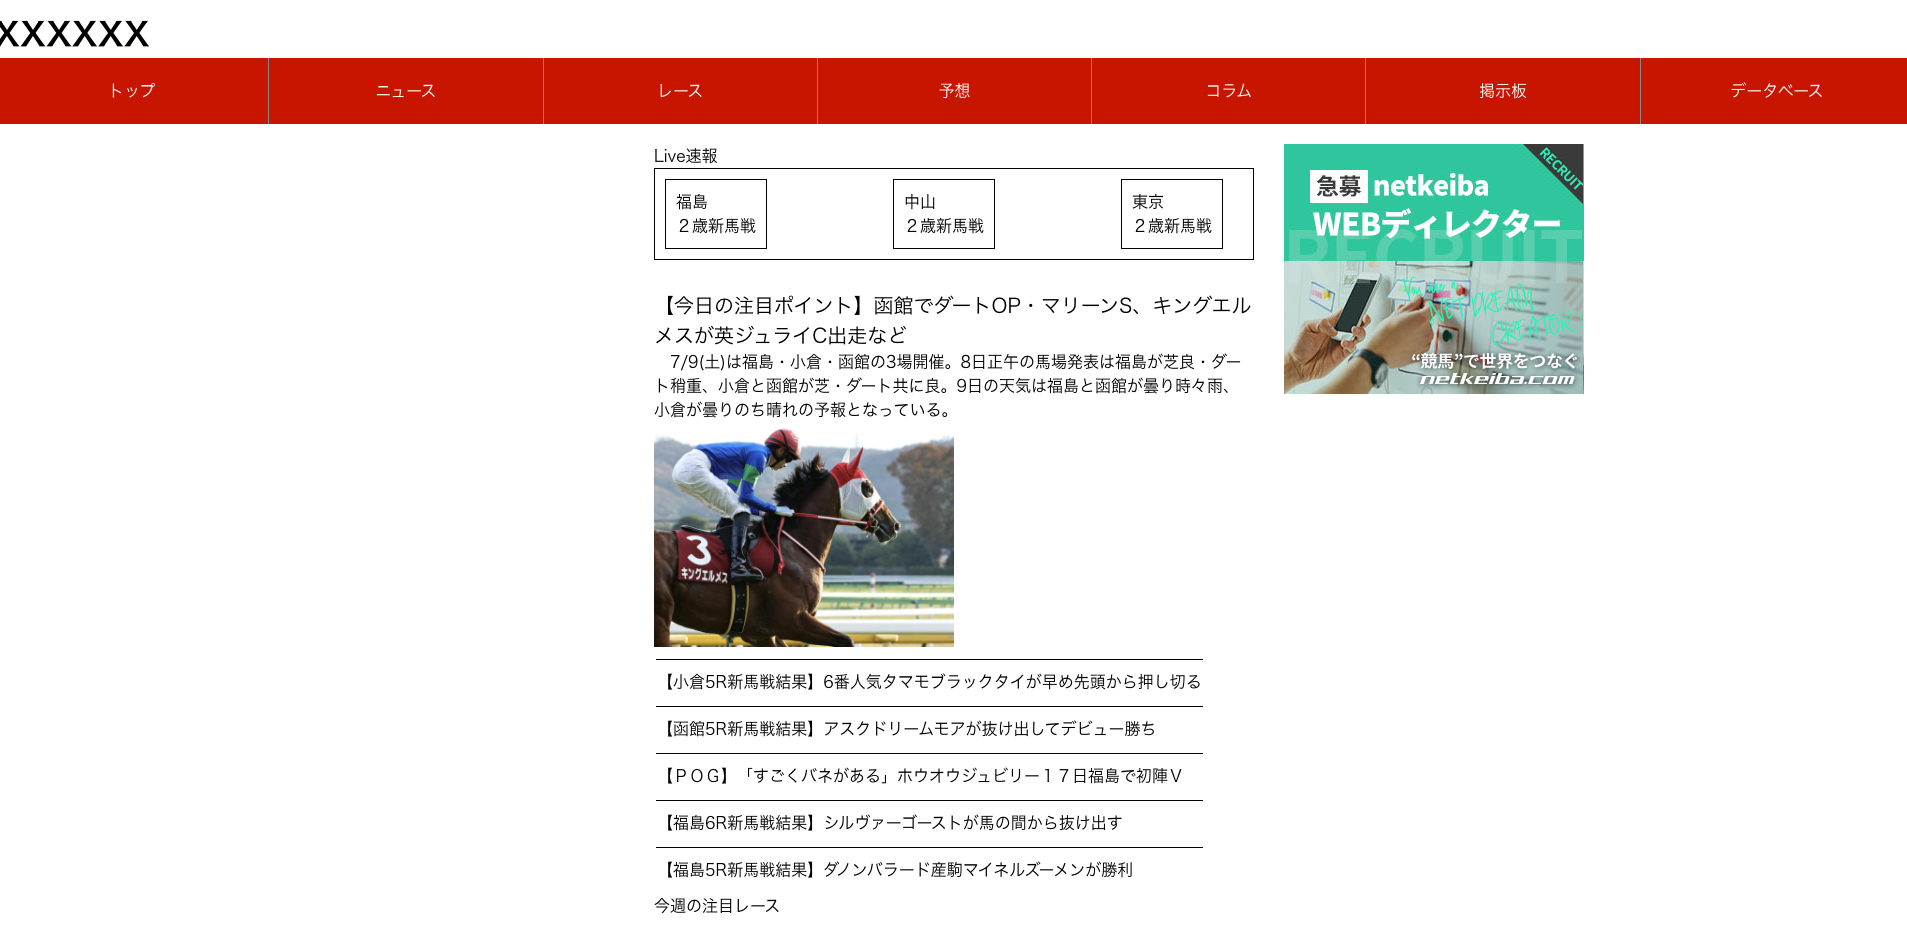 XXXXXX
トップ
ニュース
レース
予想
コラム
掲示板
データベース
Live速報
福島
２歳新馬戦
中山
２歳新馬戦
東京
２歳新馬戦
【今日の注目ポイント】函館でダートOP・マリーンS、キングエル
メスが英ジュライC出走など
7/9(土)は福島・小倉・函館の3場開催。8日正午の馬場発表は福島が芝良・ダー
ト稍重、小倉と函館が芝・ダート共に良。9日の天気は福島と函館が曇り時々雨、
小倉が曇りのち晴れの予報となっている。
3
キングエルメス
【小倉5R新馬戦結果】6番人気タマモブラックタイが早め先頭から押し切る
【函館5R新馬戦結果】アスクドリームモアが抜け出してデビュー勝ち
【ＰＯＧ】「すごくバネがある」ホウオウジュビリー１７日福島で初陣Ｖ
【福島6R新馬戦結果】シルヴァーゴーストが馬の間から抜け出す
【福島5R新馬戦結果】ダノンバラード産駒マイネルズーメンが勝利
今週の注目レース
RECRUIT
急募 netkeiba
WEBディレクター
RECRUIT
NET DREAM
CREATOR
“競馬”で世界をつなぐ
netkeiba.com